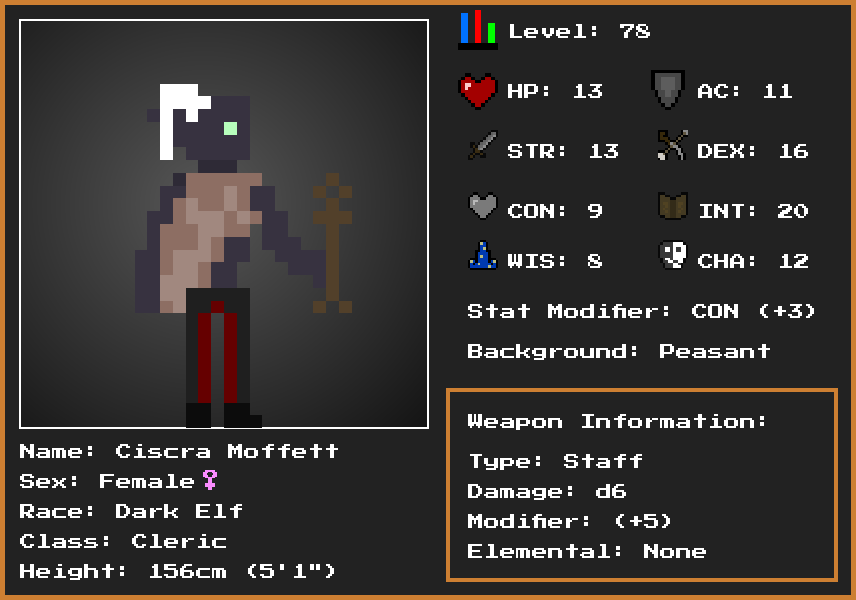 Level: 78
HP: 13 AC: 11
STR: 13 DEX: 16
CON: 9 INT: 20
WIS: 8 CHA: 12
Stat Modifier: CON (+3)
Background: Peasant
Weapon Information:
Type: Staff
Damage: d6
Modifier: (+5)
Elemental: None
Name: Ciscra Moffett
Sex: Female♀
Race: Dark Elf
Class: Cleric
Height: 156cm (5'1")